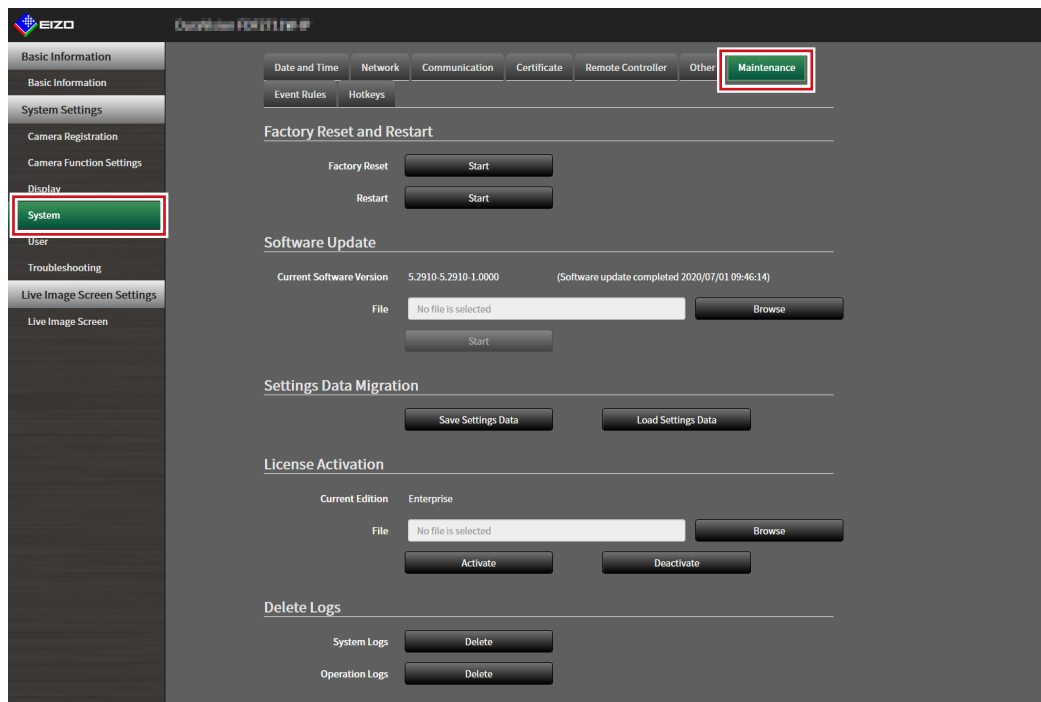 EIZO
Basic Information
Basic Information
System Settings
Camera Registration
Camera Function Settings
Display
System
User
Troubleshooting
Live Image Screen Settings
Live Image Screen
Date and Time Network Communication Certificate Remote Controller Other Maintenance
Event Rules Hotkeys
Factory Reset and Restart
Factory Reset Start
Restart Start
Software Update
Current Software Version 5.2910-5.2910-1.0000 (Software update completed 2020/07/01 09:46:14)
File No file is selected Browse
Start
Settings Data Migration
Save Settings Data Load Settings Data
License Activation
Current Edition Enterprise
File No file is selected Browse
Activate Deactivate
Delete Logs
System Logs Delete
Operation Logs Delete